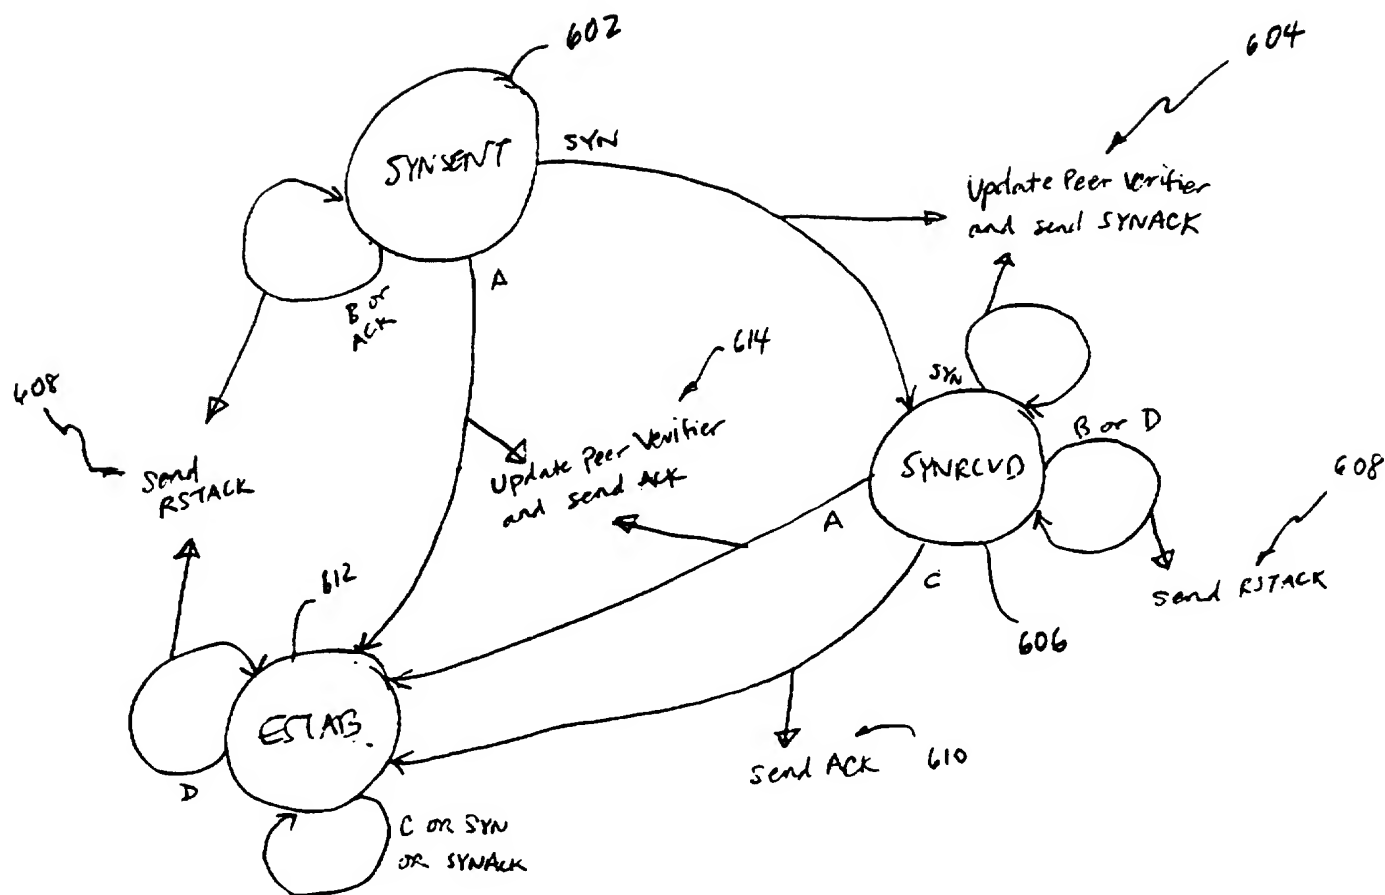 602
604
SYN
SYNSENT
Update Peer Verifier
and send SYNACK
A
B or
ACK
614
SYN
B or D
608
Update Peer Verifier
and send ACK
SYNRCVD
608
Send
RSTACK
A
C
Send RSTACK
612
606
ESTAB
D
Send ACK
610
C OR SYN
OR SYNACK